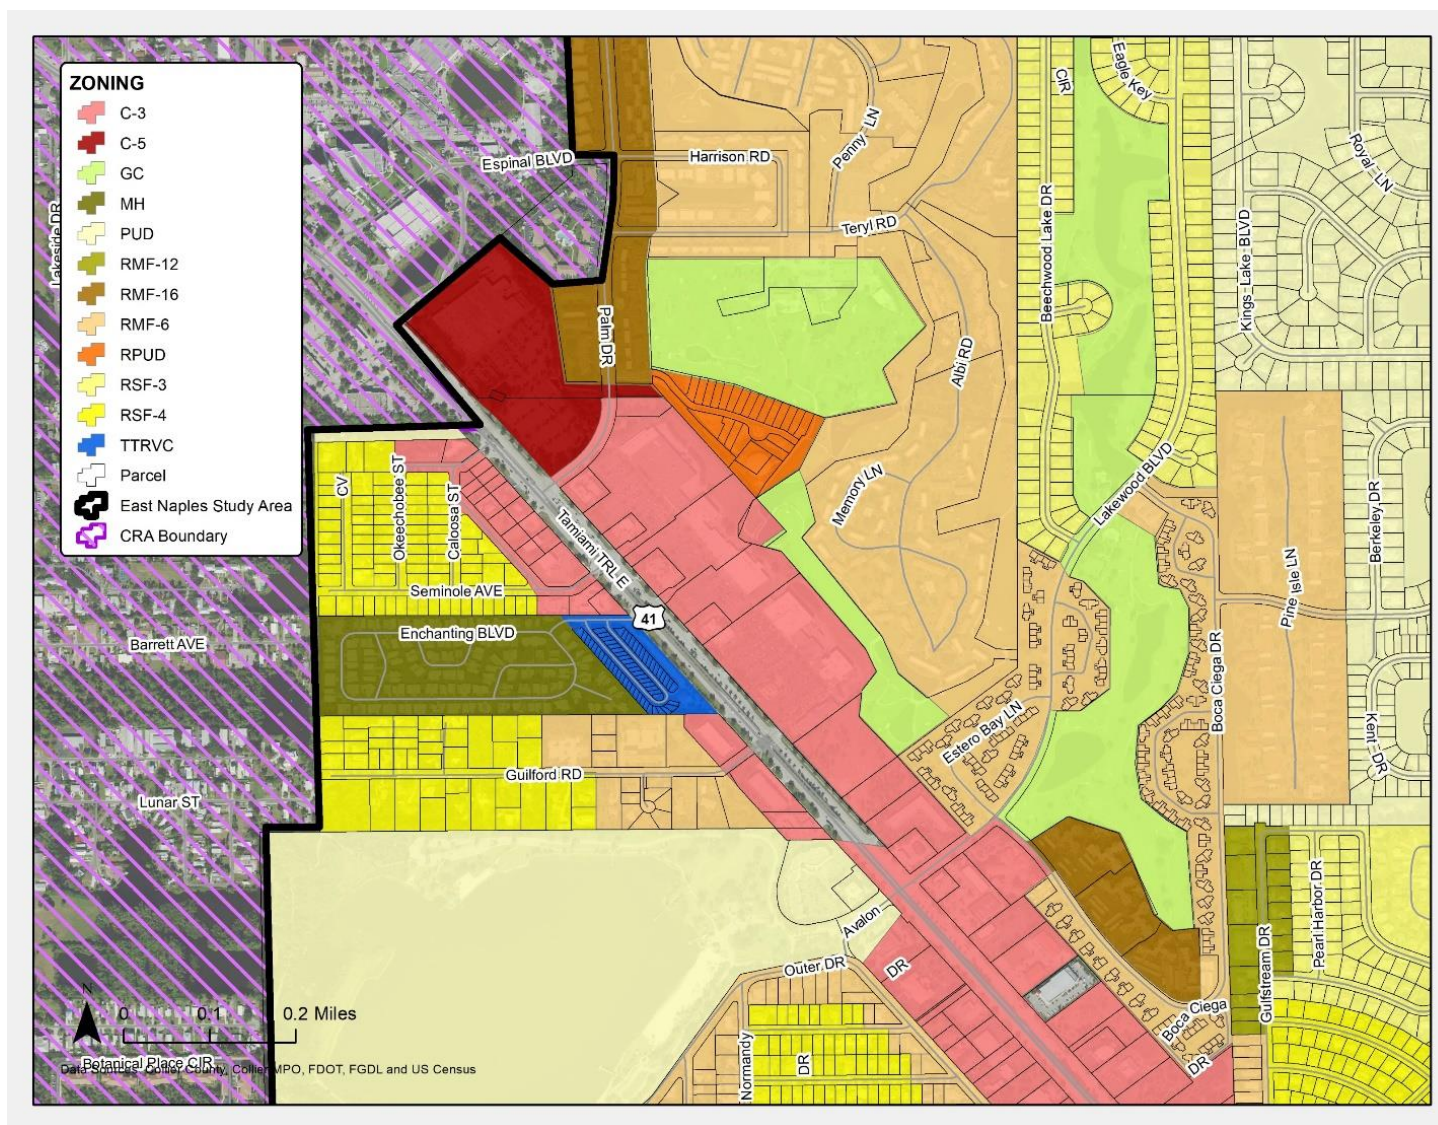 ZONING
C-3
C-5
GC
MH
PUD
RMF-12
RMF-16
RMF-6
RPUD
RSF-3
RSF-4
TTRVC
Parcel
East Naples Study Area
CRA Boundary
Lakeside DR
Espinal BLVD
Harrison RD
Penny LN
Teryl RD
CIR
Eagle Key
Royal LN
Beechwood Lake DR
Kings Lake BLVD
Palm DR
Albi RD
Memory LN
Lakewood BLVD
Berkeley DR
CV
Okeechobee ST
Caloosa ST
Tamiami TRL E
Seminole AVE
41
Enchanting BLVD
Barrett AVE
Pine Isle LN
Boca Ciega DR
Estero Bay LN
Kent DR
Guilford RD
Lunar ST
Pearl Harbor DR
Avalon
Outer DR
DR
Gulfstream DR
Boca Ciega
DR
Normandy
DR
N
0 0.1 0.2 Miles
Botanical Place CIR
Data Sources: Collier County, Collier MPO, FDOT, FGDL and US Census